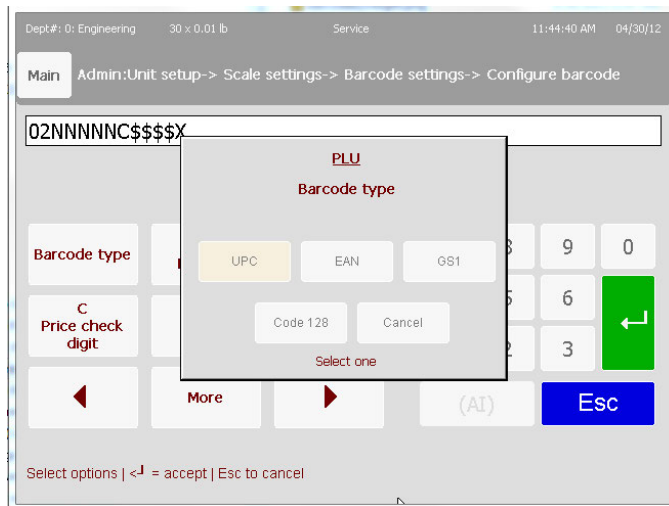 Dept#: 0: Engineering 30 x 0.01 lb Service 11:44:40 AM 04/30/12
Main Admin:Unit setup-> Scale settings-> Barcode settings-> Configure barcode
02NNNNNC$$$$X
PLU
Barcode type
Barcode type 9 0
UPC EAN GS1
C
Price check
digit
6
Code 128 Cancel
3
Select one
More (AI) Esc
Select options | <┘ = accept | Esc to cancel